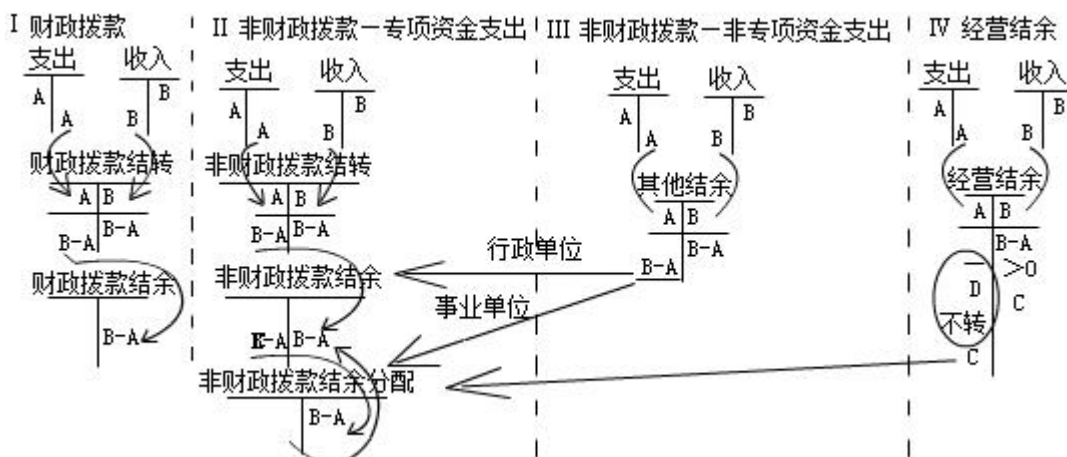 I 财政拨款
II 非财政拨款—专项资金支出
III 非财政拨款—非专项资金支出
IV 经营结余
支出 收入
A A B B
财政拨款结转
A B
B-A B-A
财政拨款结余
B-A
支出 收入
A A B B
非财政拨款结转
A B
B-A B-A
非财政拨款结余
B-A
非财政拨款结余分配
B-A
支出 收入
A A B B
其他结余
A B
B-A B-A
行政单位
事业单位
支出 收入
A A B B
经营结余
A B
B-A
>0
D C
不转
C